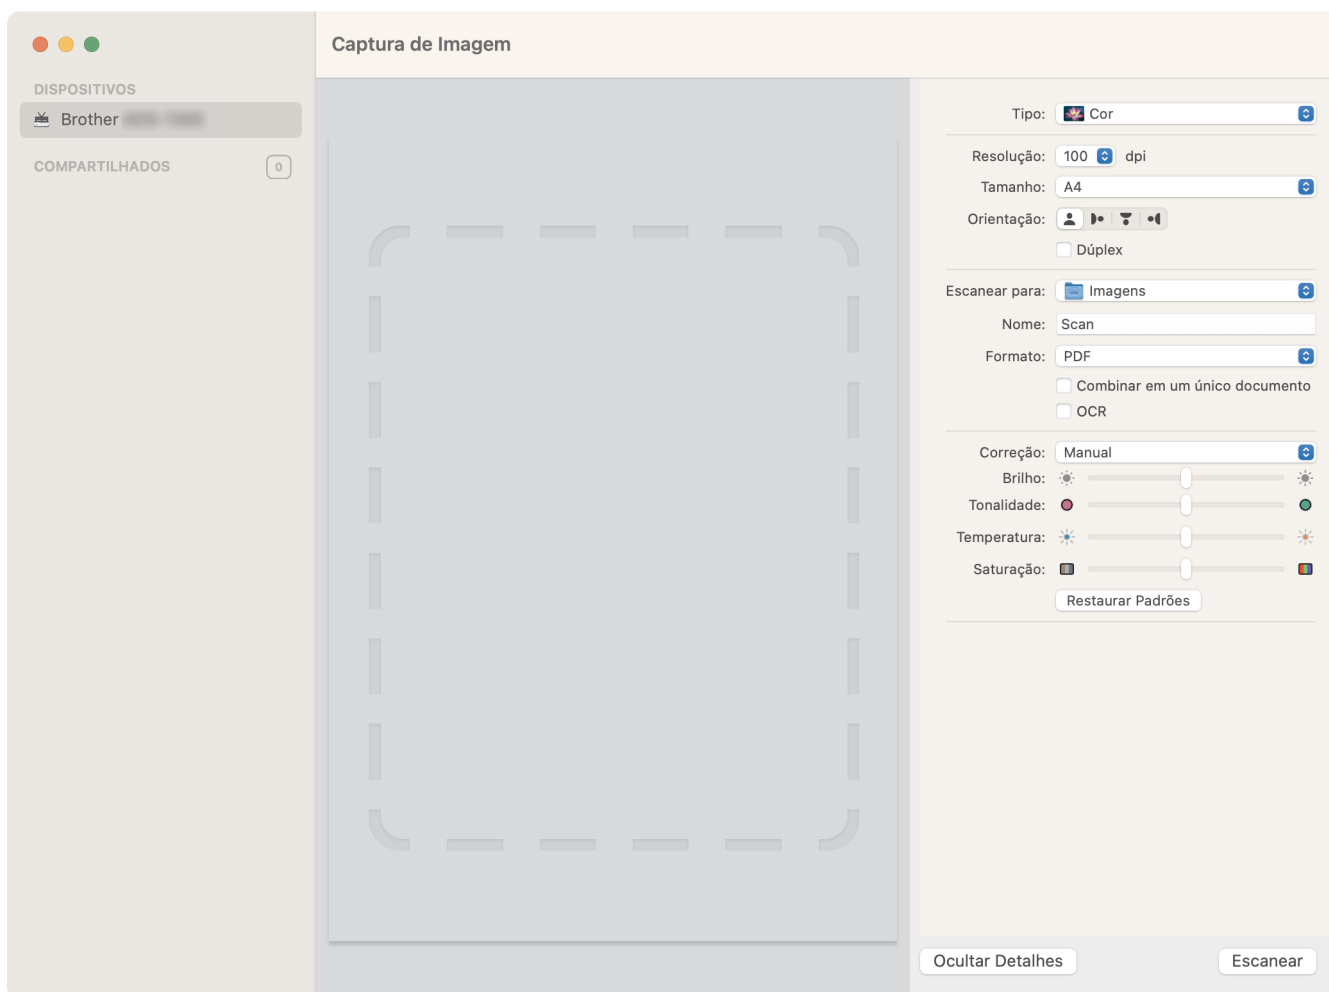 Captura de Imagem
DISPOSITIVOS
Brother
COMPARTILHADOS 0
Tipo: Cor
Resolução: 100 dpi
Tamanho: A4
Orientação:
Dúplex
Escanear para: Imagens
Nome: Scan
Formato: PDF
Combinar em um único documento
OCR
Correção: Manual
Brilho:
Tonalidade:
Temperatura:
Saturação:
Restaurar Padrões
Ocultar Detalhes
Escanear